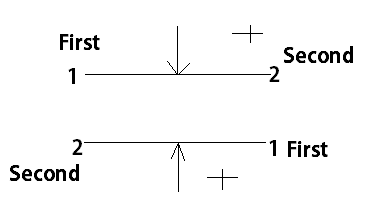 First
Second
1 2
2 1 First
Second